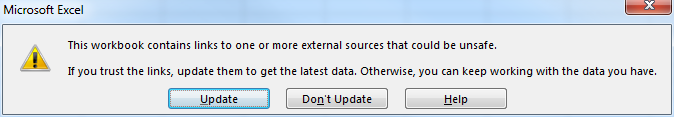 Microsoft Excel
This workbook contains links to one or more external sources that could be unsafe.
If you trust the links, update them to get the latest data. Otherwise, you can keep working with the data you have.
Update Don't Update Help